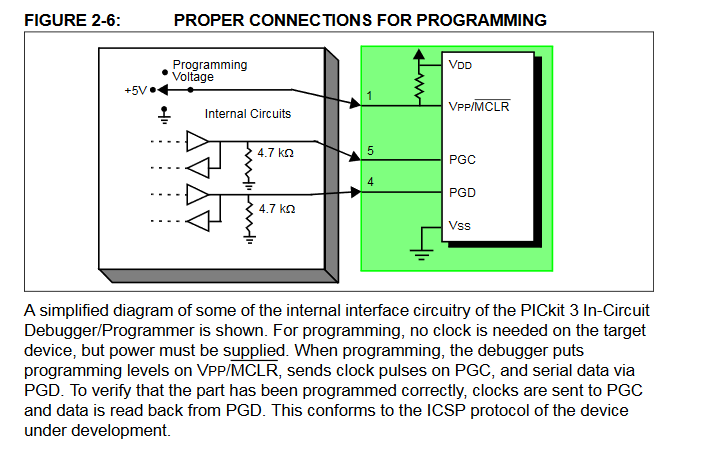 FIGURE 2-6: PROPER CONNECTIONS FOR PROGRAMMING
Programming
Voltage
+5V
Internal Circuits
4.7 kΩ
4.7 kΩ
1
5
4
VDD
VPP/MCLR
PGC
PGD
Vss
A simplified diagram of some of the internal interface circuitry of the PICkit 3 In-Circuit
Debugger/Programmer is shown. For programming, no clock is needed on the target
device, but power must be supplied. When programming, the debugger puts
programming levels on VPP/MCLR, sends clock pulses on PGC, and serial data via
PGD. To verify that the part has been programmed correctly, clocks are sent to PGC
and data is read back from PGD. This conforms to the ICSP protocol of the device
under development.